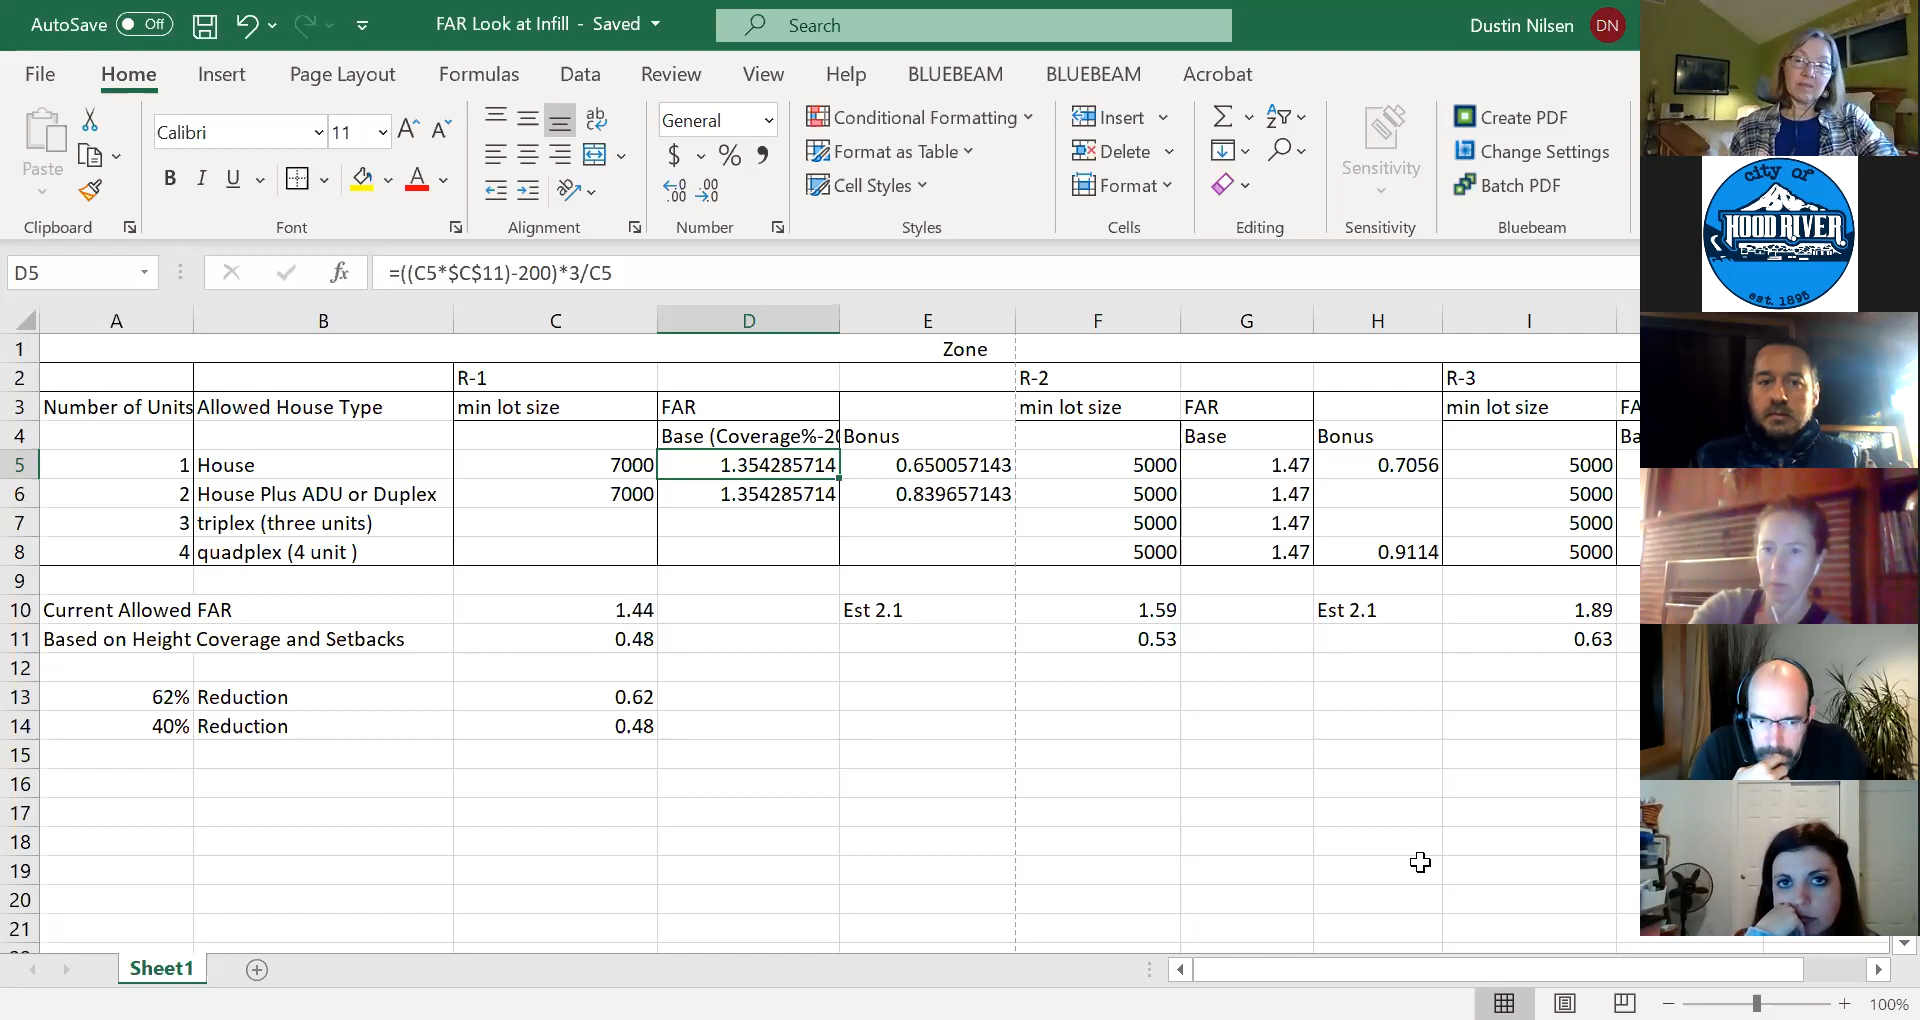 AutoSave Off FAR Look at Infill - Saved Search Dustin Nilsen DN
File Home Insert Page Layout Formulas Data Review View Help BLUEBEAM BLUEBEAM Acrobat
Paste Calibri 11 General Conditional Formatting Insert Sensitivity Create PDF
B I U $ % Format as Table Delete Change Settings
Cell Styles Format Batch PDF
Clipboard Font Alignment Number Styles Cells Editing Sensitivity Bluebeam
D5 fx =((C5*$C$11)-200)*3/C5
A B C D E F G H I
1 Zone
2 R-1 R-2 R-3
3 Number of Units Allowed House Type min lot size FAR min lot size FAR min lot size FA
4 Base (Coverage%-20 Bonus Base Bonus Ba
5 1 House 7000 1.354285714 0.650057143 5000 1.47 0.7056 5000
6 2 House Plus ADU or Duplex 7000 1.354285714 0.839657143 5000 1.47 5000
7 3 triplex (three units) 5000 1.47 5000
8 4 quadplex (4 unit ) 5000 1.47 0.9114 5000
9
10 Current Allowed FAR 1.44 Est 2.1 1.59 Est 2.1 1.89
11 Based on Height Coverage and Setbacks 0.48 0.53 0.63
12
13 62% Reduction 0.62
14 40% Reduction 0.48
15
16
17
18
19
20
21
Sheet1
100%
city of
HOOD RIVER
est. 1895